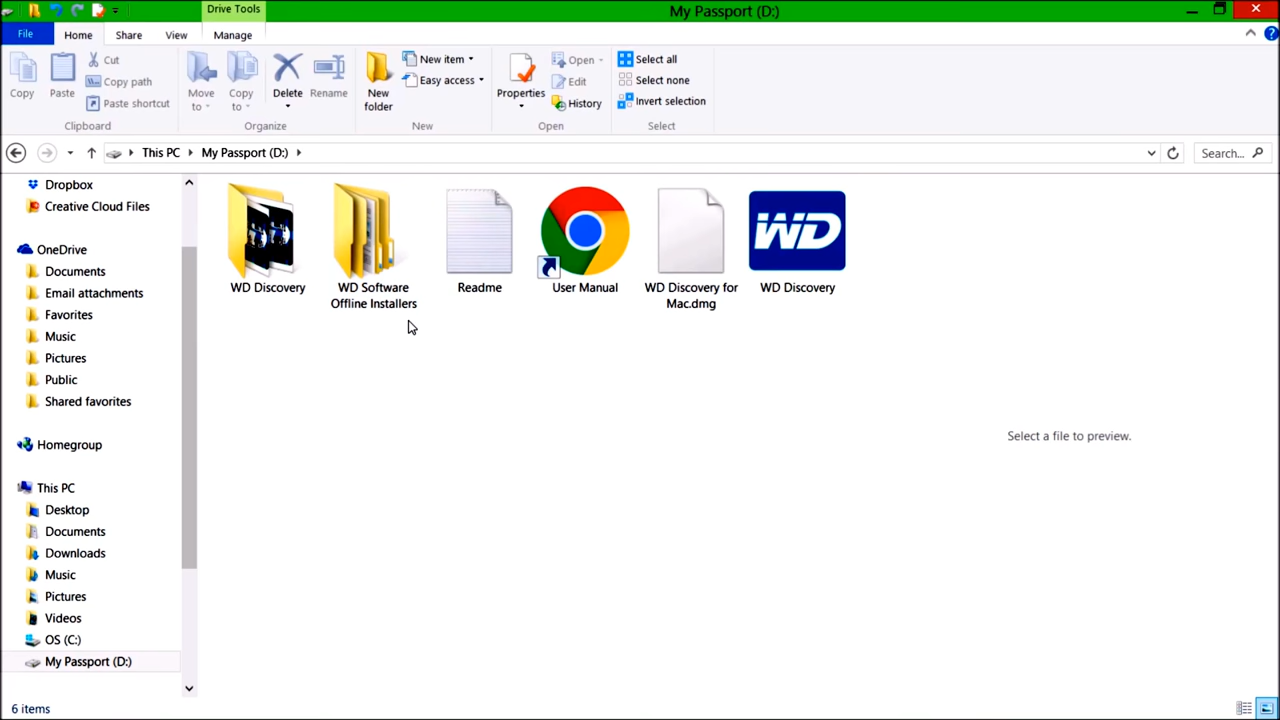 Drive Tools
My Passport (D:)
File
Home
Share
View
Manage
Copy
Paste
Cut
Copy path
Paste shortcut
Clipboard
Move to
Copy to
Delete
Rename
Organize
New folder
New item
Easy access
New
Properties
Open
Edit
History
Open
Select all
Select none
Invert selection
Select
This PC
My Passport (D:)
Search...
Dropbox
Creative Cloud Files
OneDrive
Documents
Email attachments
Favorites
Music
Pictures
Public
Shared favorites
Homegroup
This PC
Desktop
Documents
Downloads
Music
Pictures
Videos
OS (C:)
My Passport (D:)
WD Discovery
WD Software
Offline Installers
Readme
User Manual
WD Discovery for
Mac.dmg
WD
WD Discovery
Select a file to preview.
6 items